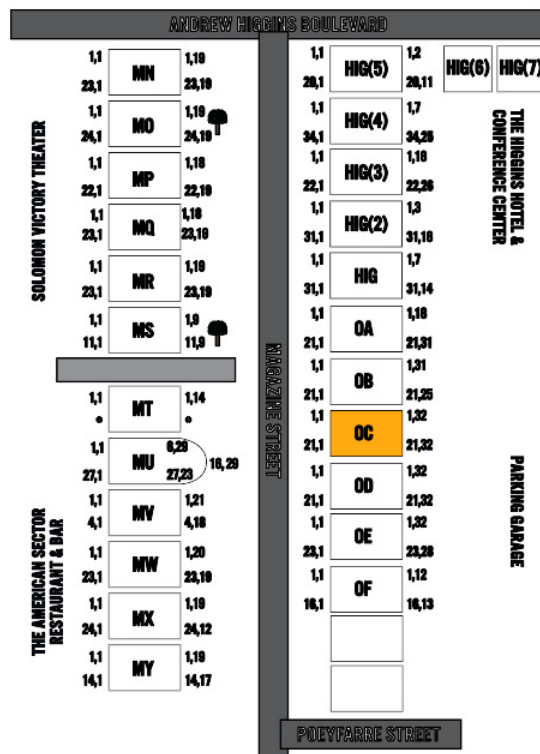 ANDREW HIGGINS BOULEVARD
1,1 MN 1,19
23,1 23,19
1,1 MO 1,19
24,1 24,19
1,1 MP 1,18
22,1 22,19
1,1 MQ 1,18
23,1 23,19
1,1 MR 1,19
23,1 23,19
1,1 MS 1,9
11,1 11,9
1,1 MT 1,14
* *
1,1 MU 6,29
27,1 27,23
16,29
1,1 MV 1,21
4,1 4,18
1,1 MW 1,20
23,1 23,19
1,1 MX 1,19
24,1 24,12
1,1 MY 1,19
14,1 14,17
SOLOMON VICTORY THEATER
THE AMERICAN SECTOR
RESTAURANT & BAR
MAGAZINE STREET
1,1 HIG(5) 1,2
20,1 20,11
HIG(6) HIG(7)
1,1 HIG(4) 1,7
34,1 34,25
1,1 HIG(3) 1,18
22,1 22,26
1,1 HIG(2) 1,3
31,1 31,16
1,1 HIG 1,7
31,1 31,14
1,1 OA 1,18
21,1 21,31
1,1 OB 1,31
21,1 21,25
1,1 OC 1,32
21,1 21,32
1,1 OD 1,32
21,1 21,32
1,1 OE 1,32
23,1 23,28
1,1 OF 1,12
16,1 16,13
THE HIGGINS HOTEL &
CONFERENCE CENTER
PARKING GARAGE
POEYFARRE STREET